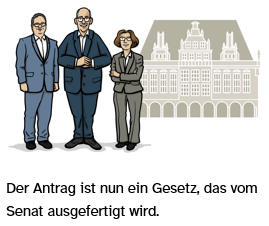 Der Antrag ist nun ein Gesetz, das vom
Senat ausgefertigt wird.